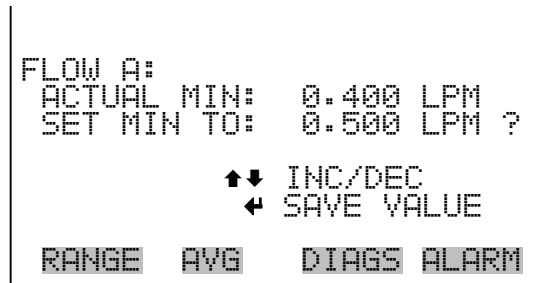 FLOW A:
ACTUAL MIN: 0.400 LPM
SET MIN TO: 0.500 LPM ?
↑↓ INC/DEC
↵ SAVE VALUE
RANGE AVG DIAGS ALARM